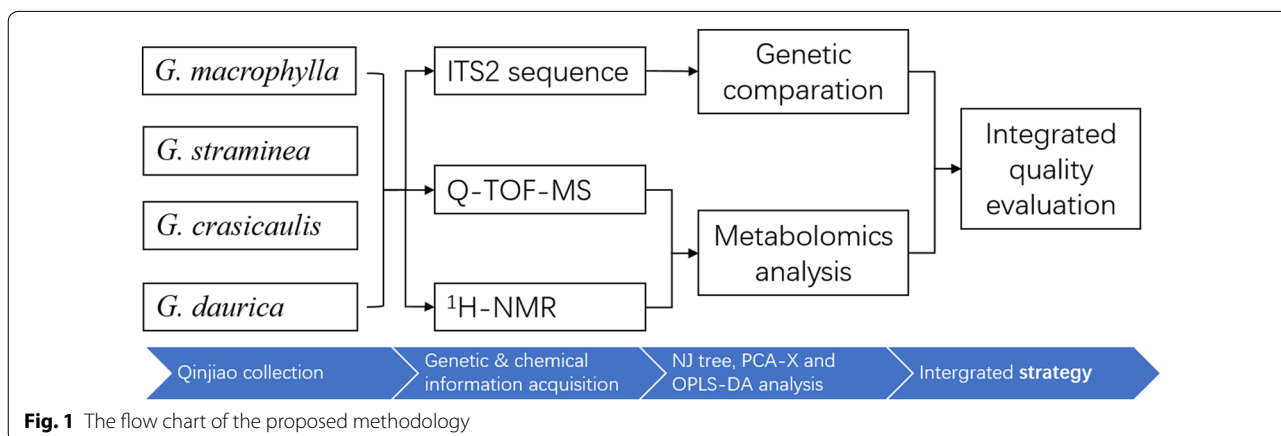 G. macrophylla
G. straminea
G. crasicaulis
G. daurica
ITS2 sequence
Q-TOF-MS
¹H-NMR
Genetic
comparation
Metabolomics
analysis
Integrated
quality
evaluation
Qinjiao collection
Genetic & chemical
information acquisition
NJ tree, PCA-X and
OPLS-DA analysis
Intergrated strategy
Fig. 1 The flow chart of the proposed methodology